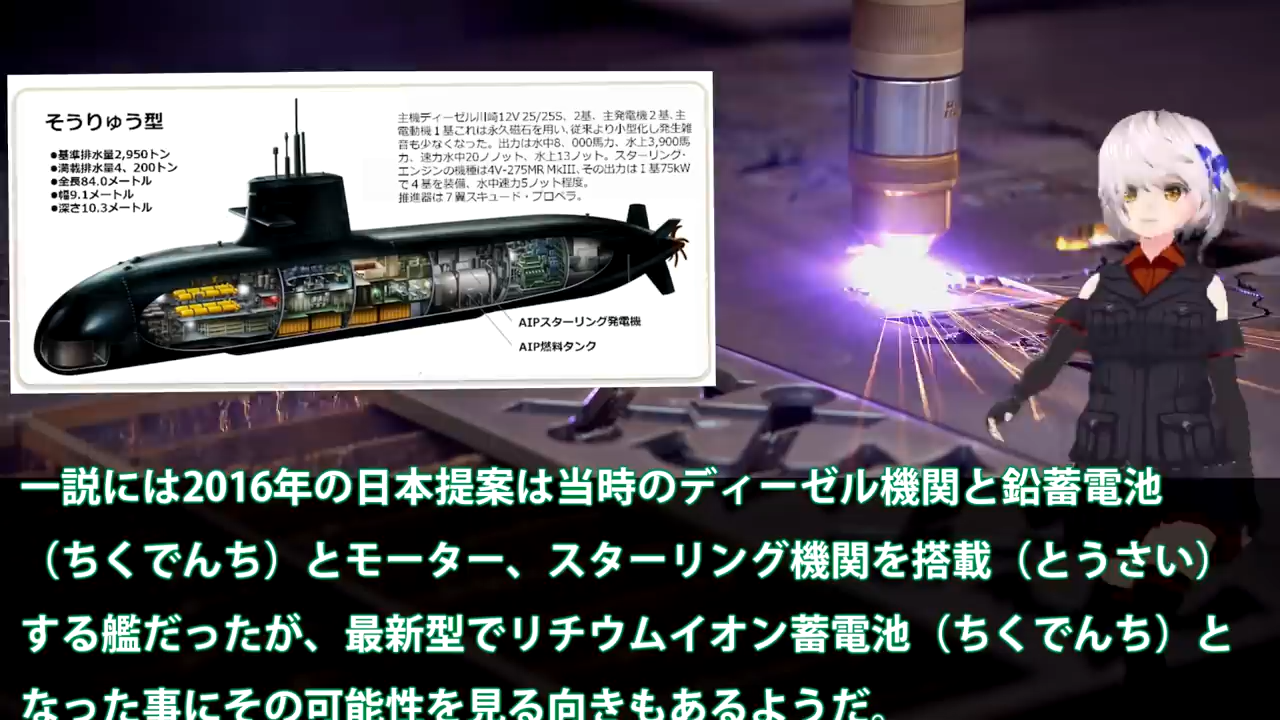 そうりゅう型
●基準排水量2,950トン
●満載排水量4、200トン
●全長84.0メートル
●幅9.1メートル
●深さ10.3メートル
主機ディーゼル川崎12V 25/25S、2基、主発電機2基、主
電動機1基これは永久磁石を用い、従来より小型化し発生雑
音も少なくなった。出力は水中8、000馬力、水上3,900馬
力、速力水中20ノノット、水上13ノット。スターリング・
エンジンの機種は4V-275MR MkIII、その出力は1基75kW
で4基を装備、水中速力5ノット程度。
推進器は7翼スキュード・プロペラ。
AIPスターリング発電機
AIP燃料タンク
一説には2016年の日本提案は当時のディーゼル機関と鉛蓄電池
（ちくでんち）とモーター、スターリング機関を搭載（とうさい）
する艦だったが、最新型でリチウムイオン蓄電池（ちくでんち）と
なった事にその可能性を見る向きもあるようだ。